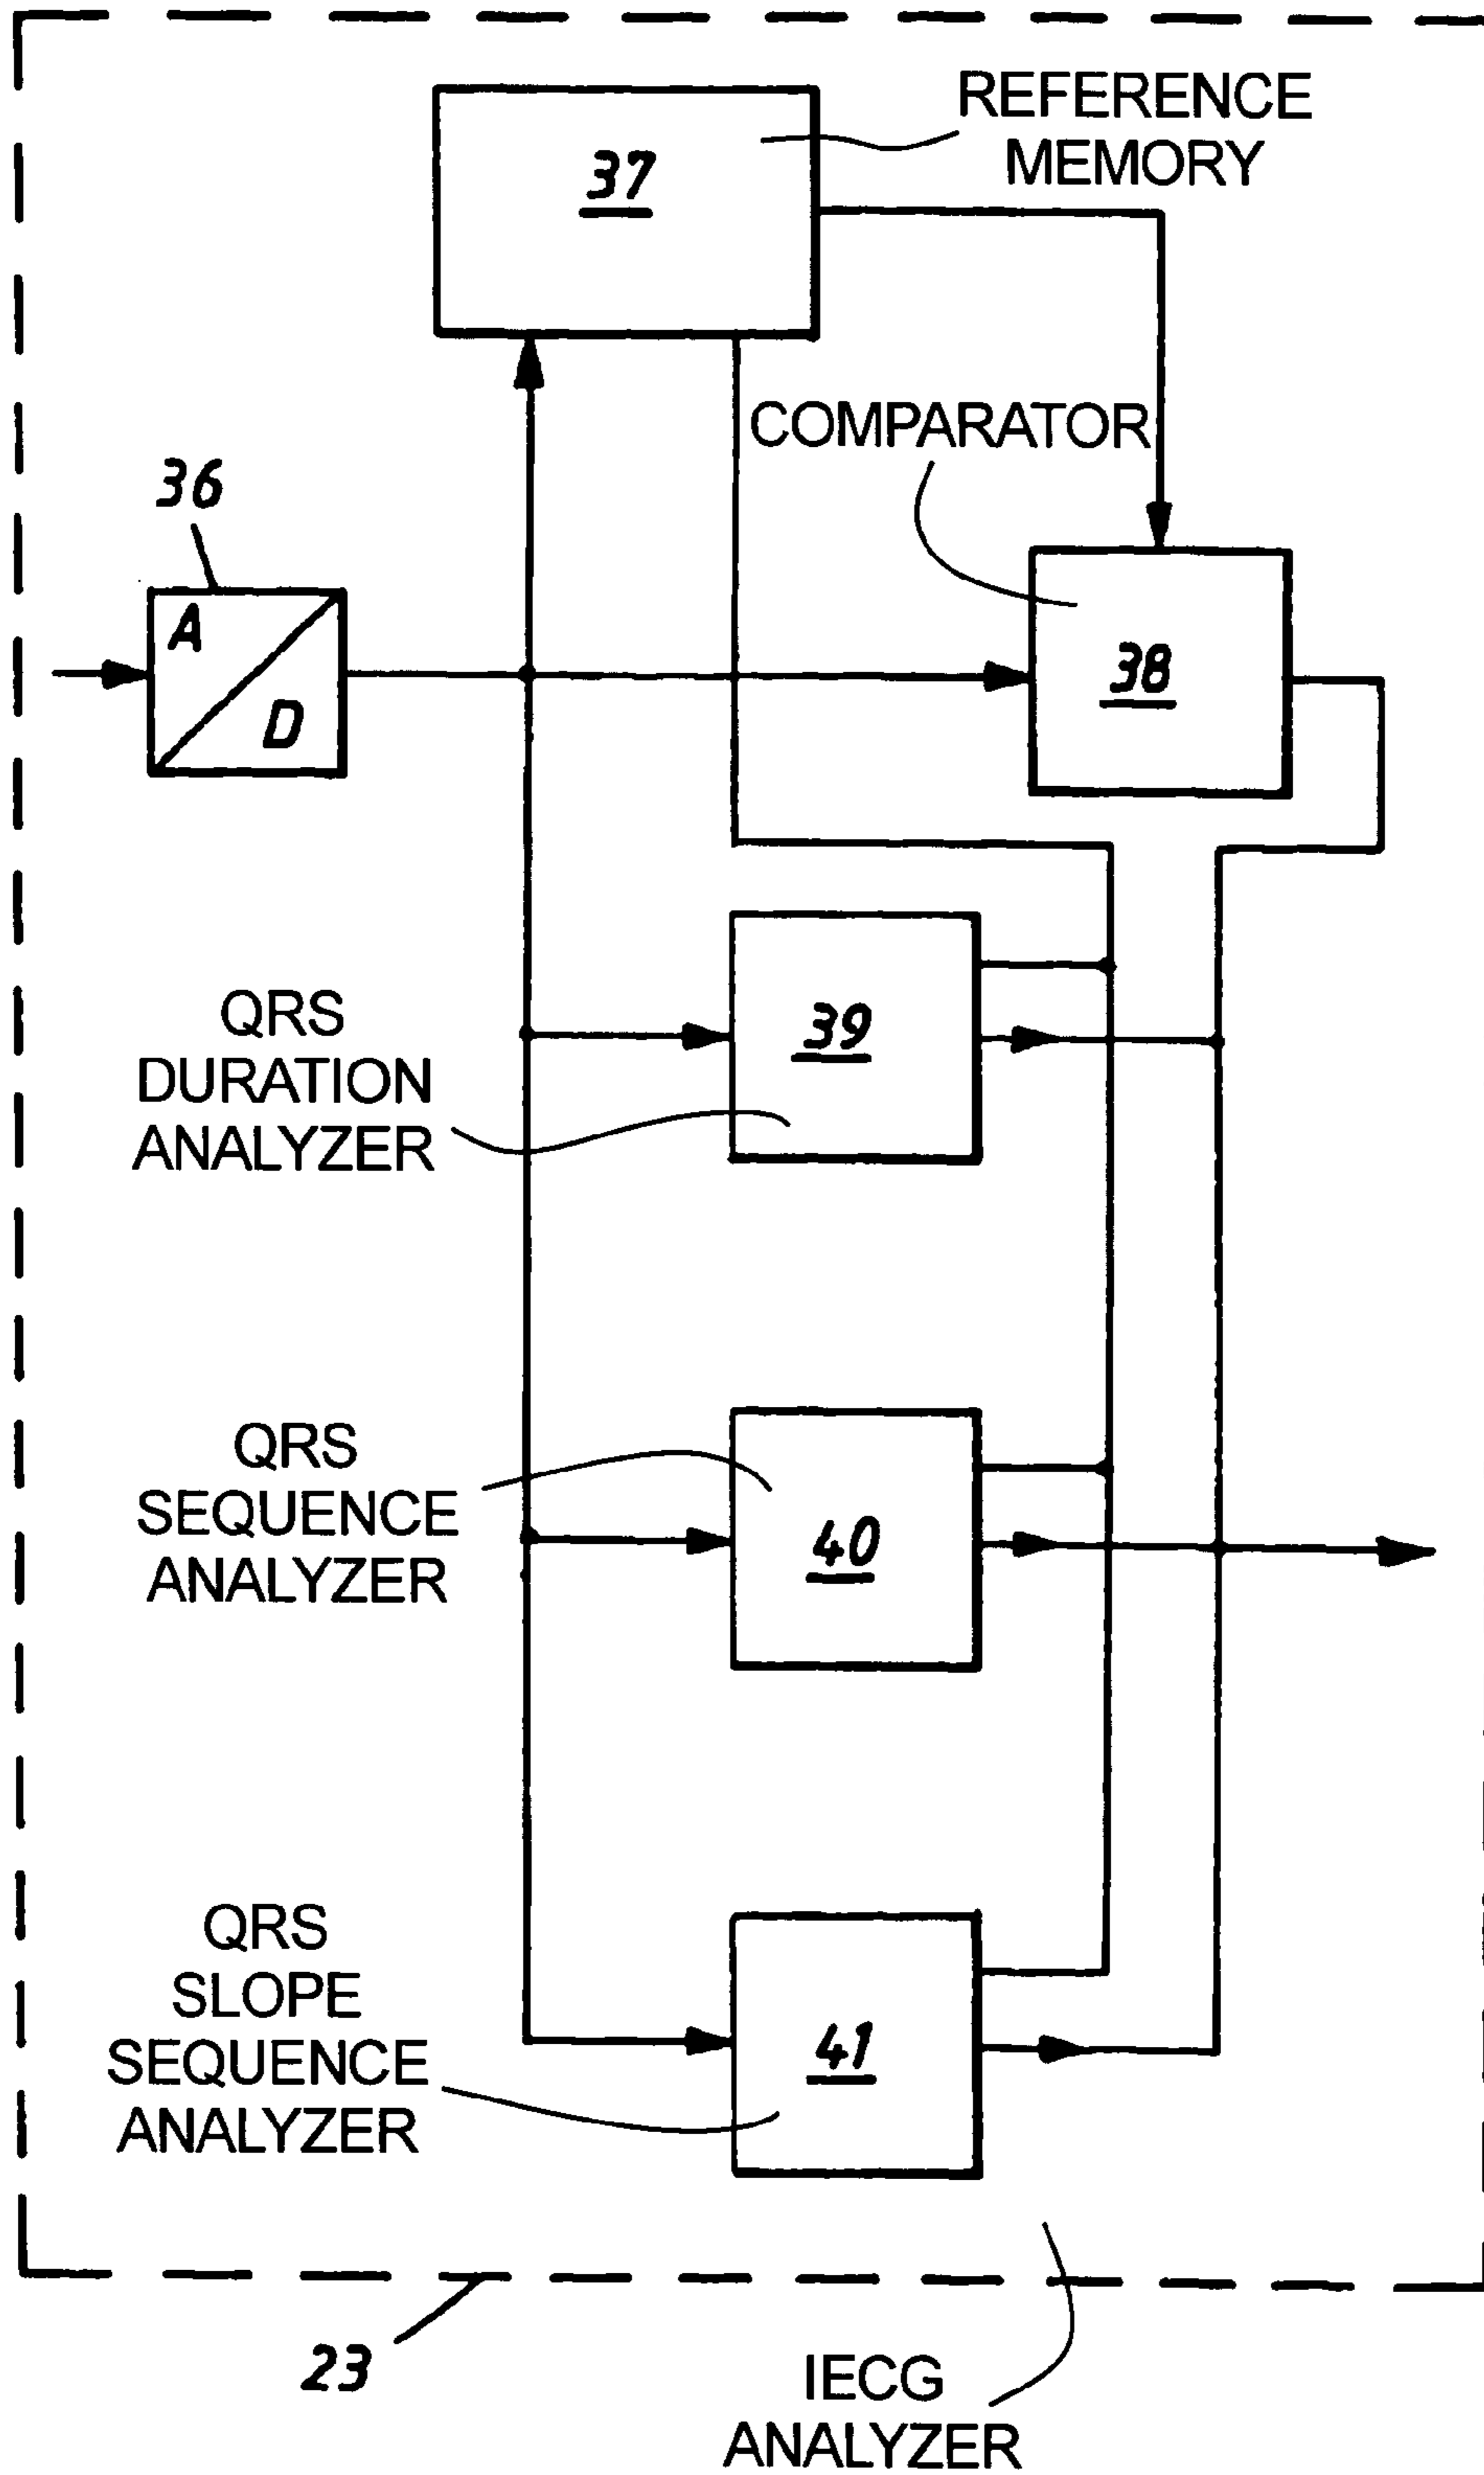 REFERENCE
MEMORY
37
COMPARATOR
36
A
D
38
QRS
DURATION
ANALYZER
39
QRS
SEQUENCE
ANALYZER
40
QRS
SLOPE
SEQUENCE
ANALYZER
41
23
IECG
ANALYZER